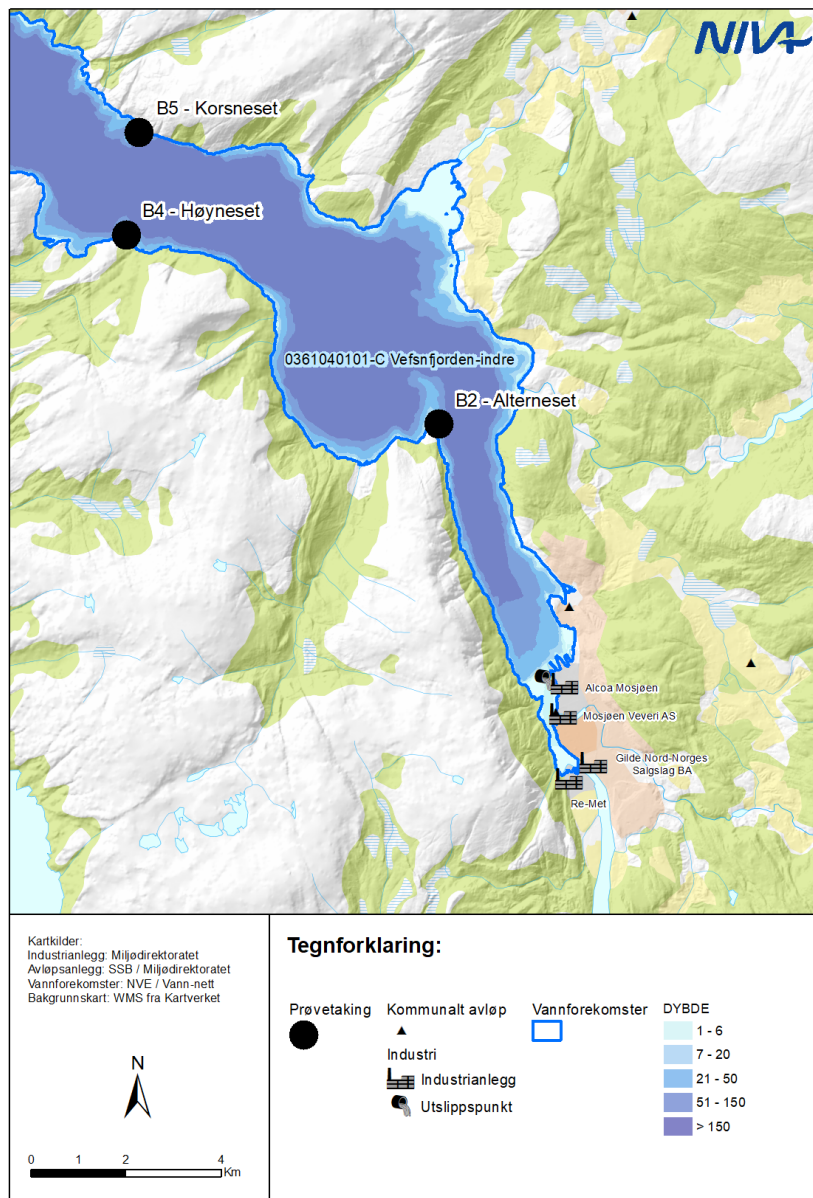 NIVA
B5 - Korsneset
B4 - Høyneset
0361040101-C Vefsnfjorden-indre
B2 - Alterneset
Alcoa Mosjøen
Mosjøen Veveri AS
Gilde Nord-Norges
Salgslag BA
Re-Met
Kartkilder:
Industrianlegg: Miljødirektoratet
Avløpsanlegg: SSB / Miljødirektoratet
Vannforekomster: NVE / Vann-nett
Bakgrunnskart: WMS fra Kartverket
N
0 1 2 4
Km
Tegnforklaring:
Prøvetaking
Kommunalt avløp
Industri
Industrianlegg
Utslippspunkt
Vannforekomster
DYBDE
1 - 6
7 - 20
21 - 50
51 - 150
> 150